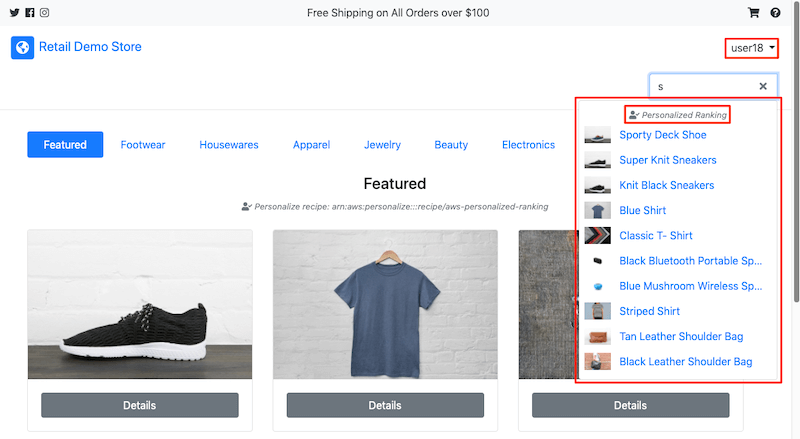 Free Shipping on All Orders over $100
Retail Demo Store
user18
s
Personalized Ranking
Sporty Deck Shoe
Super Knit Sneakers
Knit Black Sneakers
Blue Shirt
Classic T- Shirt
Black Bluetooth Portable Sp...
Blue Mushroom Wireless Sp...
Striped Shirt
Tan Leather Shoulder Bag
Black Leather Shoulder Bag
Featured Footwear Housewares Apparel Jewelry Beauty Electronics
Featured
Personalize recipe: arn:aws:personalize:::recipe/aws-personalized-ranking
Details Details Details